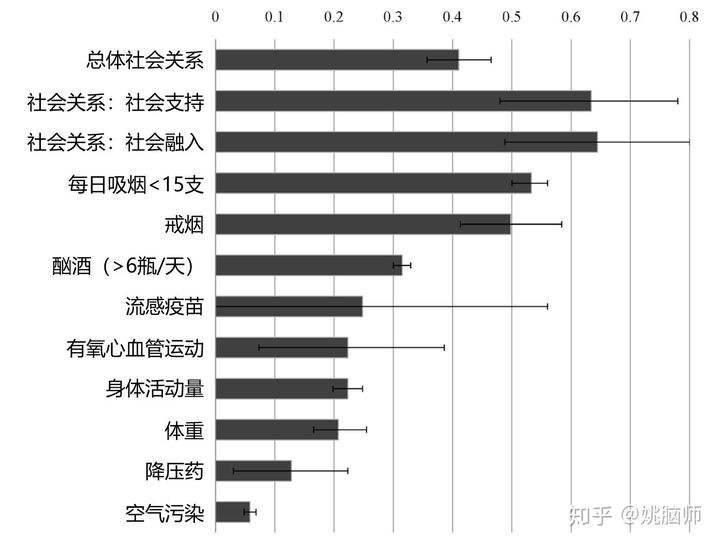 0 0.1 0.2 0.3 0.4 0.5 0.6 0.7 0.8
总体社会关系
社会关系：社会支持
社会关系：社会融入
每日吸烟<15支
戒烟
酗酒（>6瓶/天）
流感疫苗
有氧心血管运动
身体活动量
体重
降压药
空气污染
知乎 @姚脑师